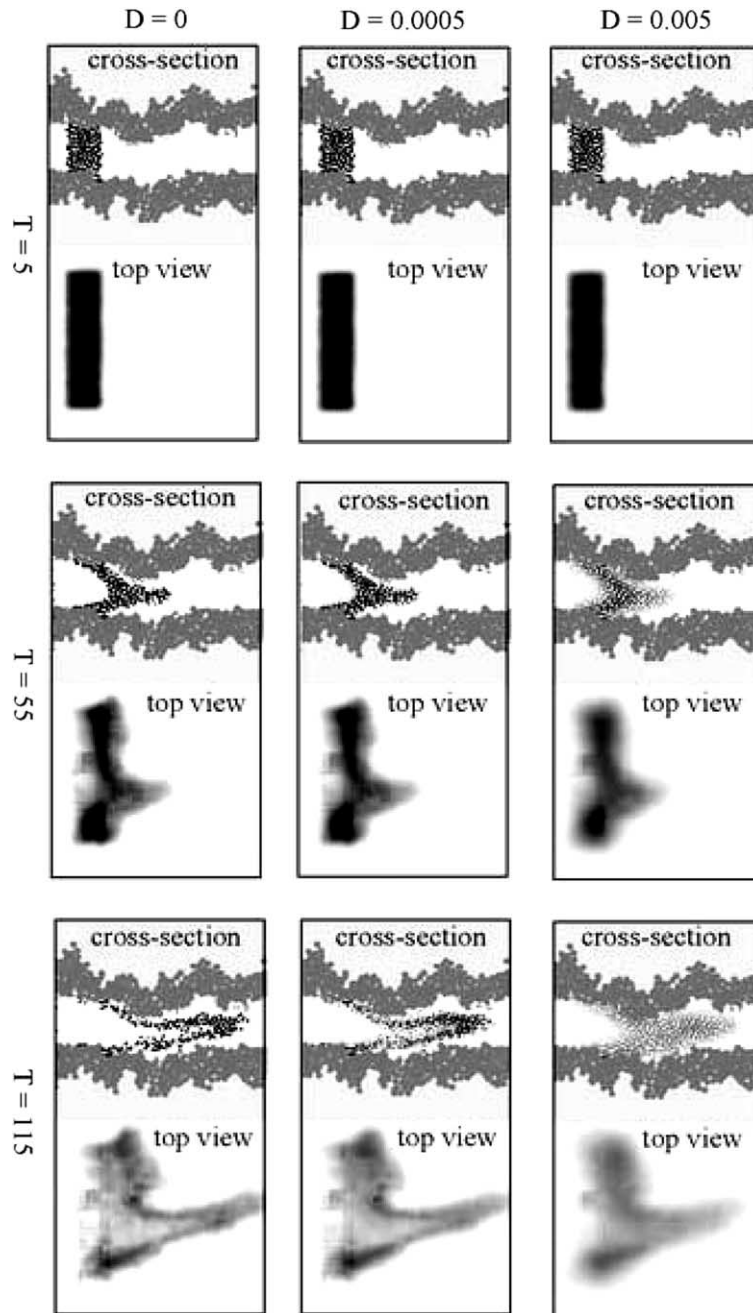 D = 0 D = 0.0005 D = 0.005
T = 5
cross-section cross-section cross-section
top view top view top view
T = 55
cross-section cross-section cross-section
top view top view top view
T = 115
cross-section cross-section cross-section
top view top view top view